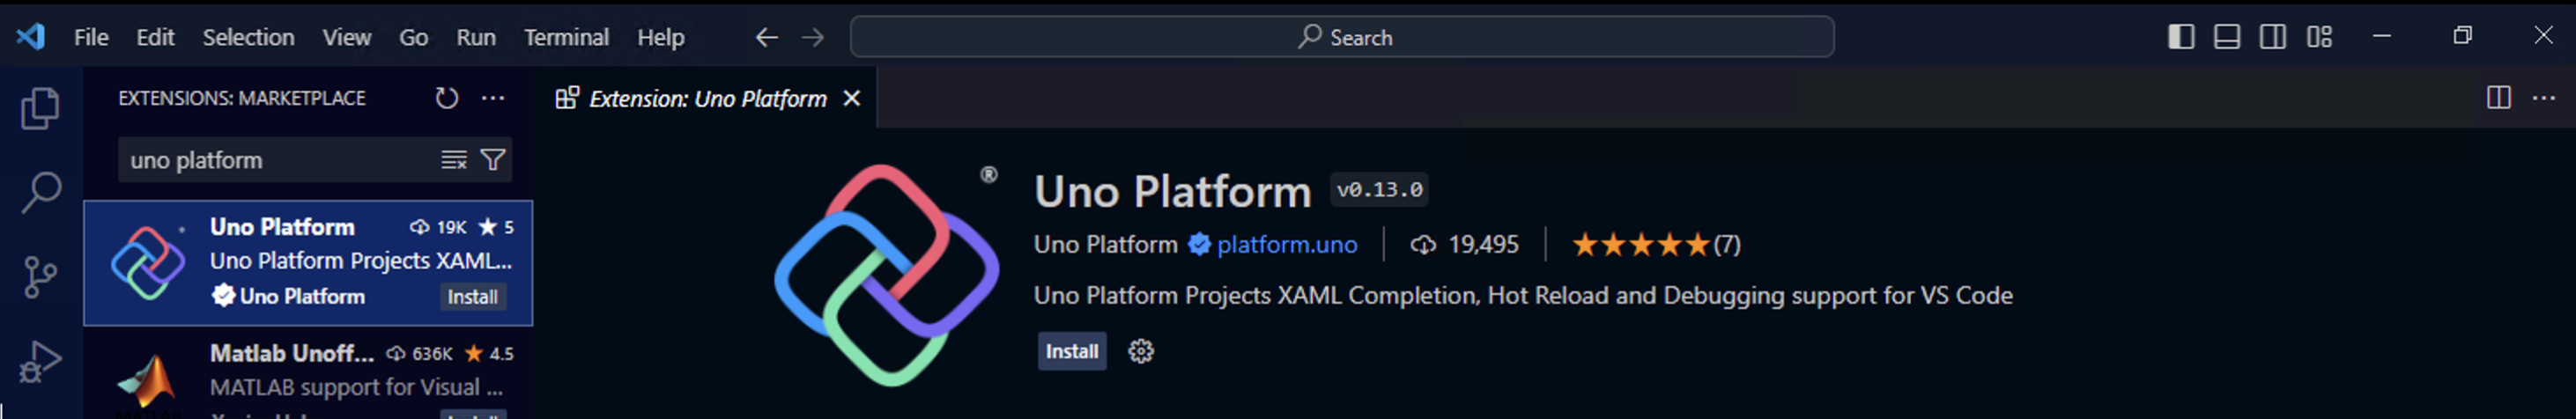 File Edit Selection View Go Run Terminal Help
Search
EXTENSIONS: MARKETPLACE
uno platform
Uno Platform 19K ★ 5
Uno Platform Projects XAML...
Uno Platform Install
Matlab Unoff... 636K ★ 4.5
MATLAB support for Visual ...
Extension: Uno Platform
®
Uno Platform v0.13.0
Uno Platform platform.uno | 19,495 | ★★★★★(7)
Uno Platform Projects XAML Completion, Hot Reload and Debugging support for VS Code
Install